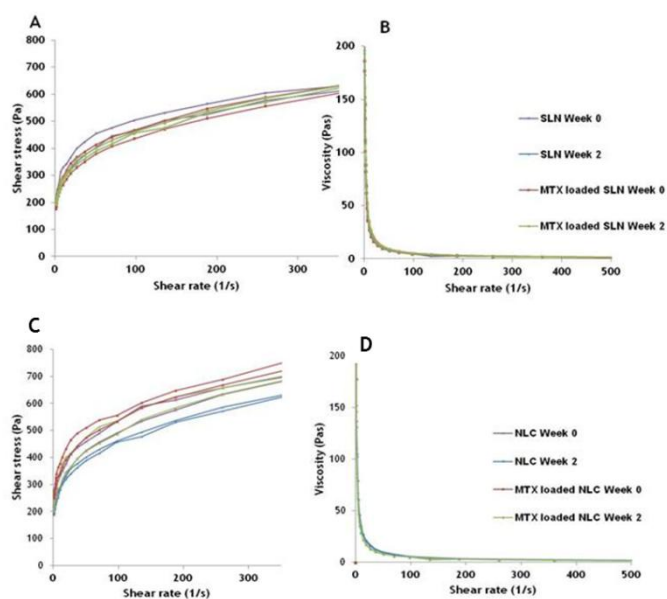 A
Shear stress (Pa)
800
700
600
500
400
300
200
100
0
0
100
200
300
Shear rate (1/s)
B
Viscosity (Pas)
200
150
100
50
0
0
100
200
300
400
500
Shear rate (1/s)
SLN Week 0
SLN Week 2
MTX loaded SLN Week 0
MTX loaded SLN Week 2
C
Shear stress (Pa)
800
700
600
500
400
300
200
100
0
0
100
200
300
Shear rate (1/s)
D
Viscosity (Pas)
200
150
100
50
0
0
100
200
300
400
500
Shear rate (1/s)
NLC Week 0
NLC Week 2
MTX loaded NLC Week 0
MTX loaded NLC Week 2